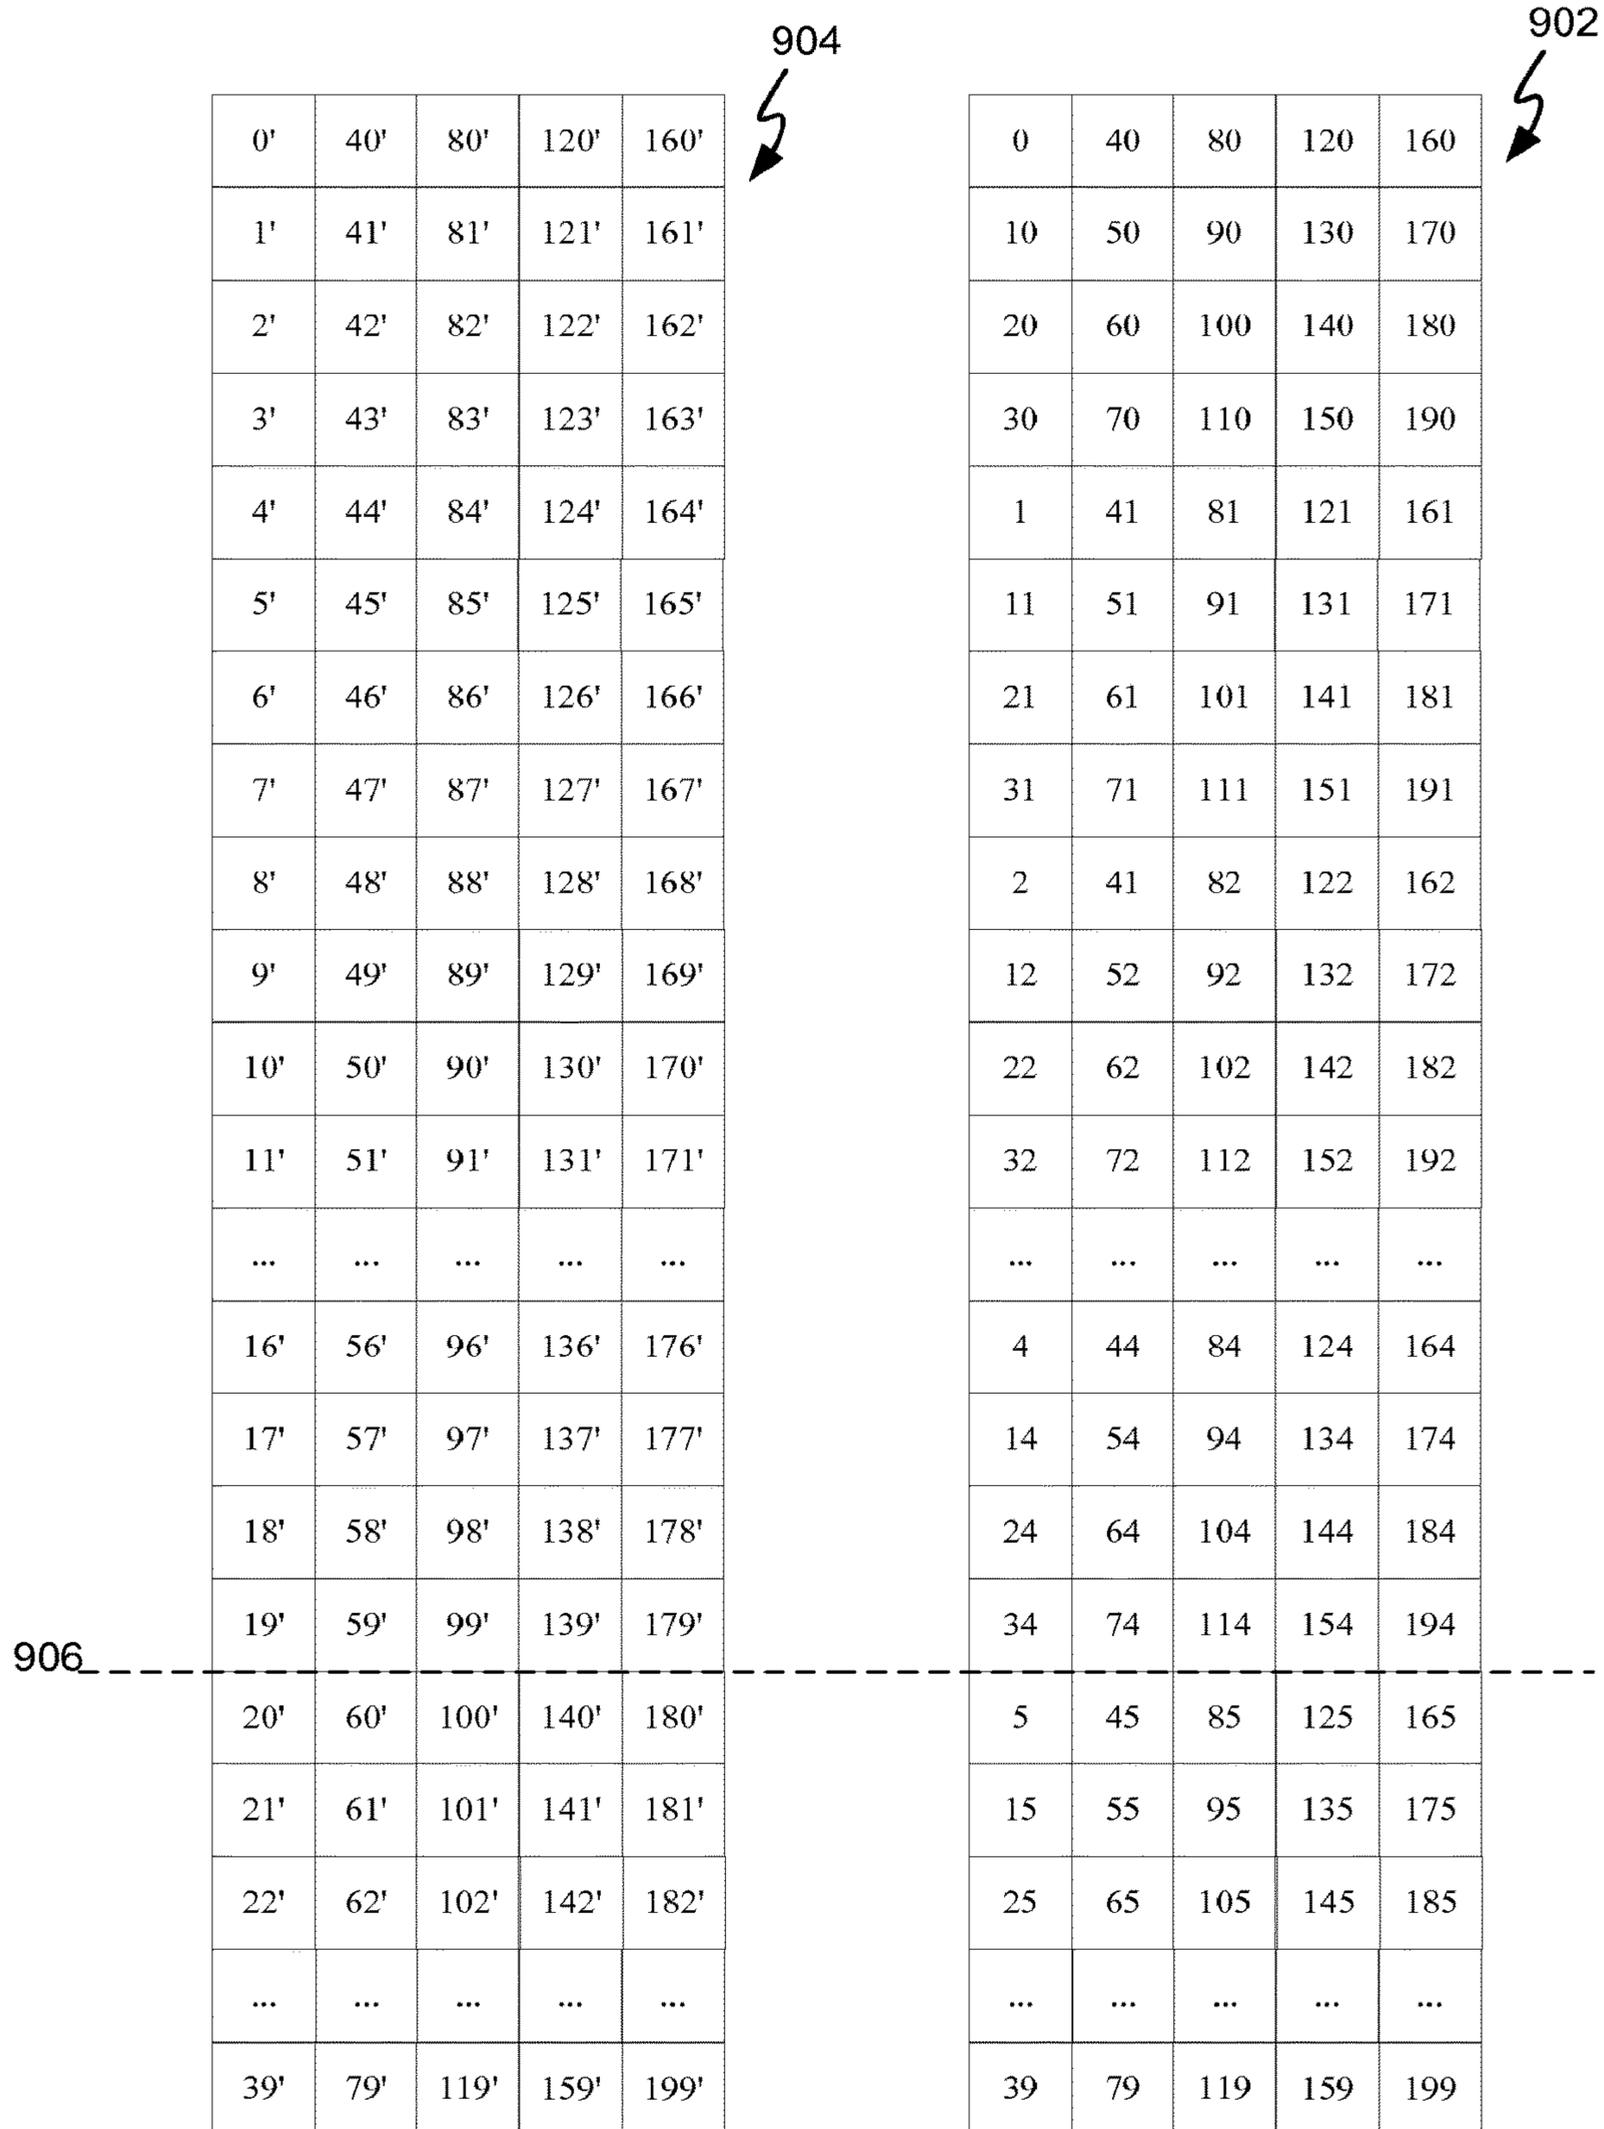 902
904
0' 40' 80' 120' 160' 0 40 80 120 160
1' 41' 81' 121' 161' 10 50 90 130 170
2' 42' 82' 122' 162' 20 60 100 140 180
3' 43' 83' 123' 163' 30 70 110 150 190
4' 44' 84' 124' 164' 1 41 81 121 161
5' 45' 85' 125' 165' 11 51 91 131 171
6' 46' 86' 126' 166' 21 61 101 141 181
7' 47' 87' 127' 167' 31 71 111 151 191
8' 48' 88' 128' 168' 2 41 82 122 162
9' 49' 89' 129' 169' 12 52 92 132 172
10' 50' 90' 130' 170' 22 62 102 142 182
11' 51' 91' 131' 171' 32 72 112 152 192
... ... ... ... ... ... ... ... ... ...
16' 56' 96' 136' 176' 4 44 84 124 164
17' 57' 97' 137' 177' 14 54 94 134 174
18' 58' 98' 138' 178' 24 64 104 144 184
19' 59' 99' 139' 179' 34 74 114 154 194
906
20' 60' 100' 140' 180' 5 45 85 125 165
21' 61' 101' 141' 181' 15 55 95 135 175
22' 62' 102' 142' 182' 25 65 105 145 185
... ... ... ... ... ... ... ... ... ...
39' 79' 119' 159' 199' 39 79 119 159 199